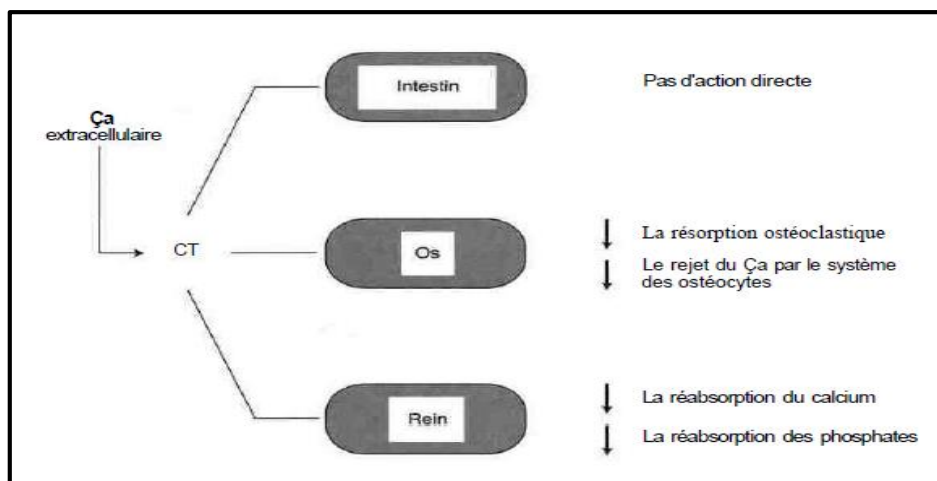 Intestin
Pas d'action directe
Ça
extracellulaire
CT
Os
La résorption ostéoclastique
Le rejet du Ça par le système
des ostéocytes
Rein
La réabsorption du calcium
La réabsorption des phosphates